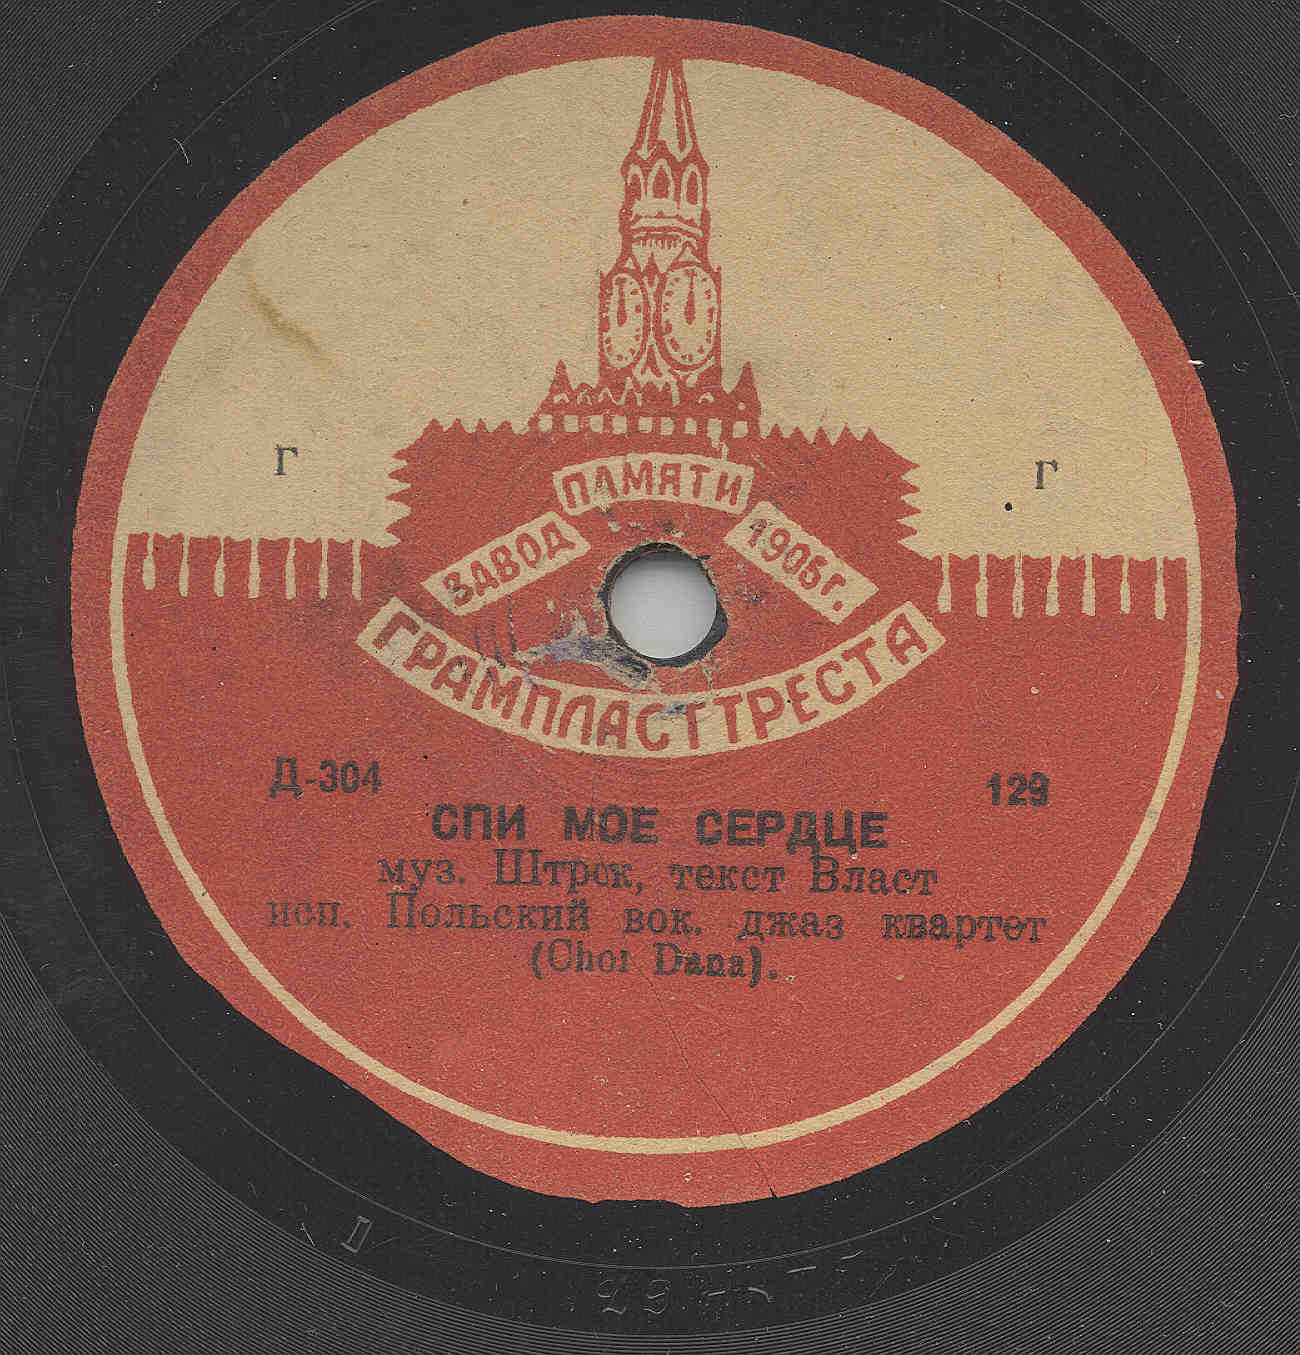 Г Г
ЗАВОД ПАМЯТИ 1905г.
ГРАМПЛАСТТРЕСТА
Д-304 129
СПИ МОЕ СЕРДЦЕ
муз. Штрок, текст Власт
исп. Польский вок. джаз квартет
(Choi Dana).